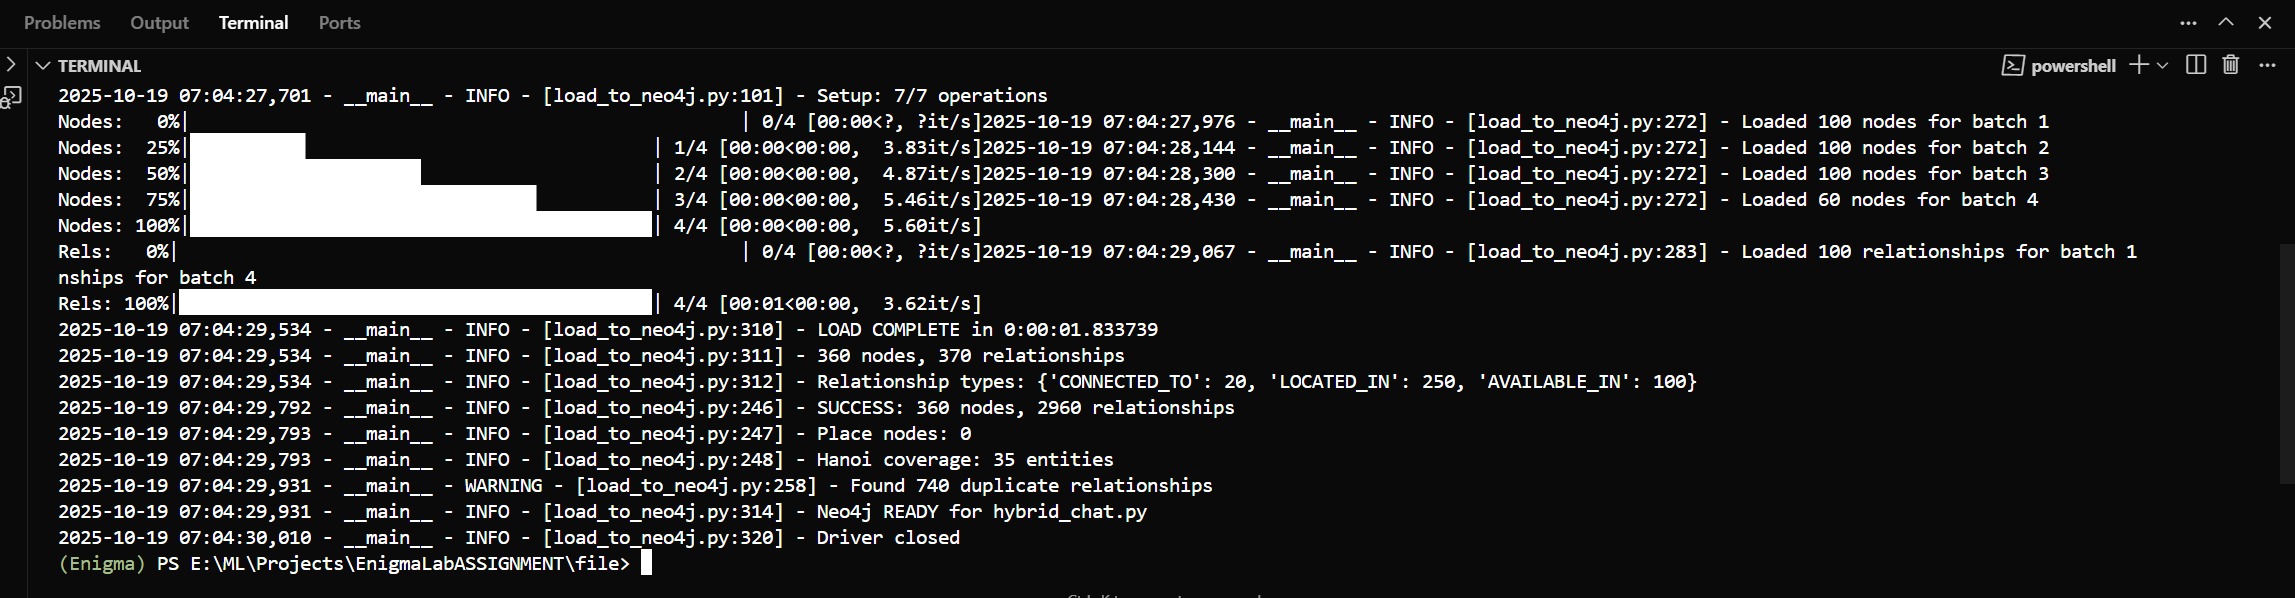 Problems Output Terminal Ports
TERMINAL
powershell
2025-10-19 07:04:27,701 - __main__ - INFO - [load_to_neo4j.py:101] - Setup: 7/7 operations
Nodes:   0%|                                                  | 0/4 [00:00<?, ?it/s]2025-10-19 07:04:27,976 - __main__ - INFO - [load_to_neo4j.py:272] - Loaded 100 nodes for batch 1
Nodes:  25%|                                          | 1/4 [00:00<00:00,  3.83it/s]2025-10-19 07:04:28,144 - __main__ - INFO - [load_to_neo4j.py:272] - Loaded 100 nodes for batch 2
Nodes:  50%|                                          | 2/4 [00:00<00:00,  4.87it/s]2025-10-19 07:04:28,300 - __main__ - INFO - [load_to_neo4j.py:272] - Loaded 100 nodes for batch 3
Nodes:  75%|                                          | 3/4 [00:00<00:00,  5.46it/s]2025-10-19 07:04:28,430 - __main__ - INFO - [load_to_neo4j.py:272] - Loaded 60 nodes for batch 4
Nodes: 100%|                                          | 4/4 [00:00<00:00,  5.60it/s]
Rels:   0%|                                                   | 0/4 [00:00<?, ?it/s]2025-10-19 07:04:29,067 - __main__ - INFO - [load_to_neo4j.py:283] - Loaded 100 relationships for batch 1
nships for batch 4
Rels: 100%|                                           | 4/4 [00:01<00:00,  3.62it/s]
2025-10-19 07:04:29,534 - __main__ - INFO - [load_to_neo4j.py:310] - LOAD COMPLETE in 0:00:01.833739
2025-10-19 07:04:29,534 - __main__ - INFO - [load_to_neo4j.py:311] - 360 nodes, 370 relationships
2025-10-19 07:04:29,534 - __main__ - INFO - [load_to_neo4j.py:312] - Relationship types: {'CONNECTED_TO': 20, 'LOCATED_IN': 250, 'AVAILABLE_IN': 100}
2025-10-19 07:04:29,792 - __main__ - INFO - [load_to_neo4j.py:246] - SUCCESS: 360 nodes, 2960 relationships
2025-10-19 07:04:29,793 - __main__ - INFO - [load_to_neo4j.py:247] - Place nodes: 0
2025-10-19 07:04:29,793 - __main__ - INFO - [load_to_neo4j.py:248] - Hanoi coverage: 35 entities
2025-10-19 07:04:29,931 - __main__ - WARNING - [load_to_neo4j.py:258] - Found 740 duplicate relationships
2025-10-19 07:04:29,931 - __main__ - INFO - [load_to_neo4j.py:314] - Neo4j READY for hybrid_chat.py
2025-10-19 07:04:30,010 - __main__ - INFO - [load_to_neo4j.py:320] - Driver closed
(Enigma) PS E:\ML\Projects\EnigmaLabASSIGNMENT\file>